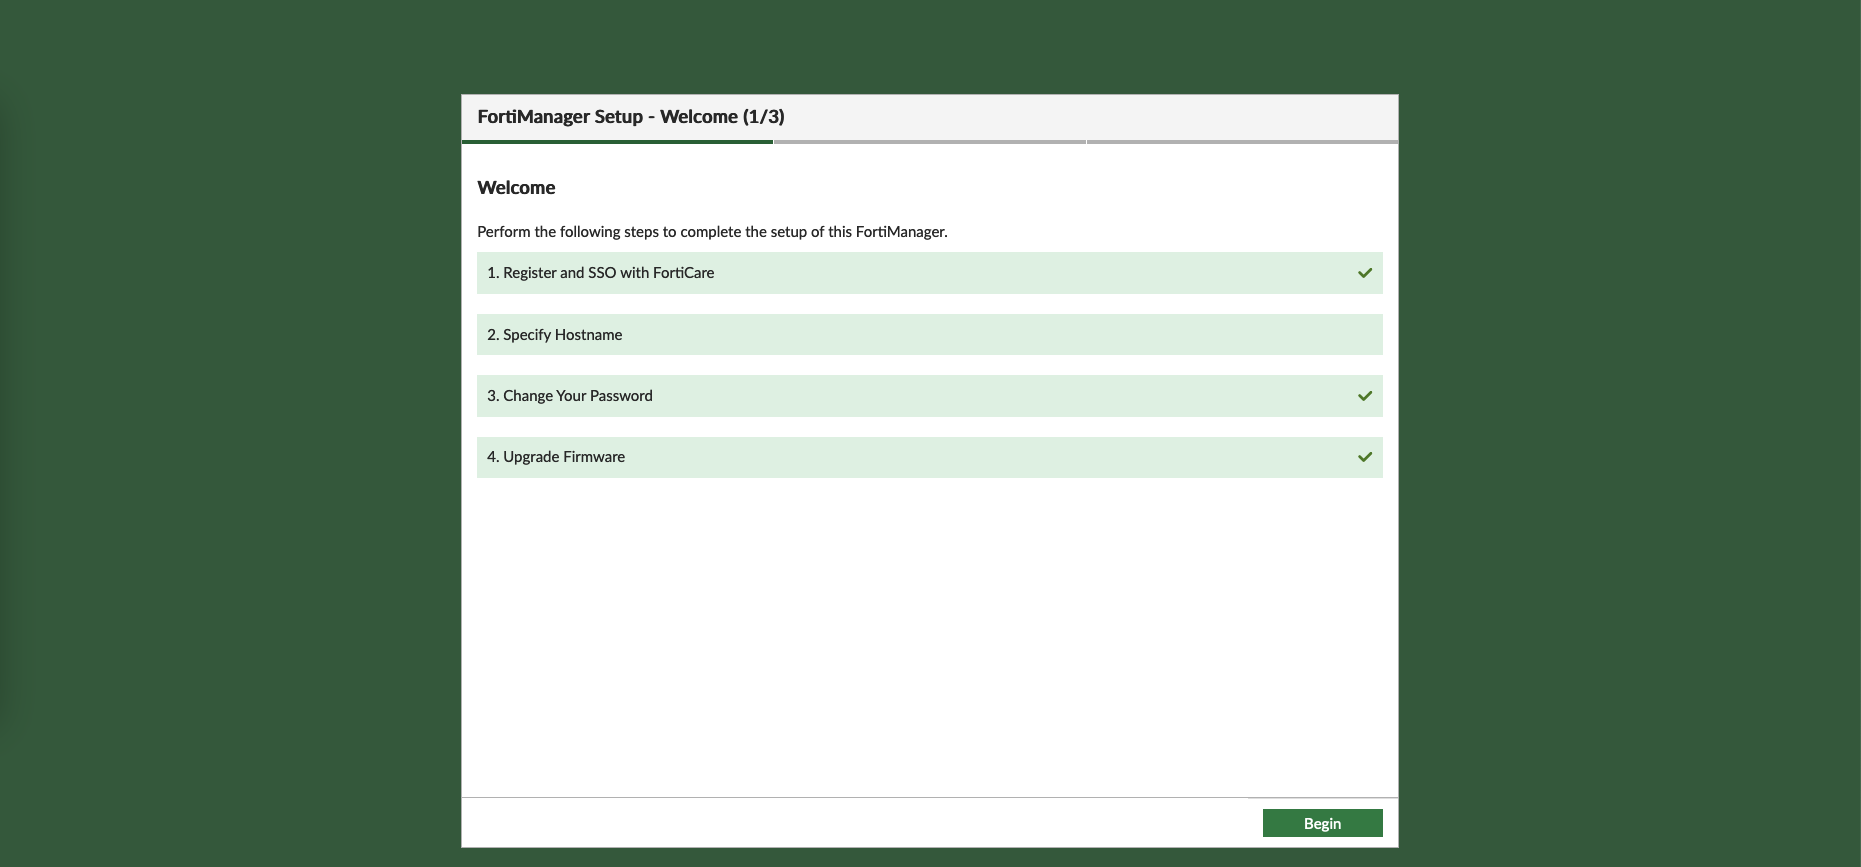 FortiManager Setup - Welcome (1/3)
Welcome
Perform the following steps to complete the setup of this FortiManager.
1. Register and SSO with FortiCare
2. Specify Hostname
3. Change Your Password
4. Upgrade Firmware
Begin